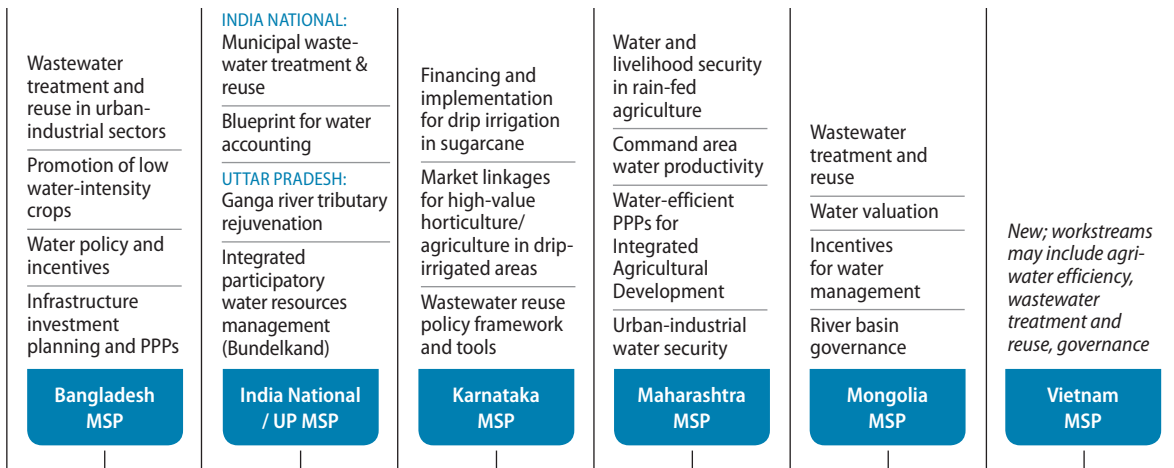 Wastewater
treatment and
reuse in urban-
industrial sectors
Promotion of low
water-intensity
crops
Water policy and
incentives
Infrastructure
investment
planning and PPPs
Bangladesh
MSP
INDIA NATIONAL:
Municipal waste-
water treatment &
reuse
Blueprint for water
accounting
UTTAR PRADESH:
Ganga river tributary
rejuvenation
Integrated
participatory
water resources
management
(Bundelkand)
India National
/ UP MSP
Financing and
implementation
for drip irrigation
in sugarcane
Market linkages
for high-value
horticulture/
agriculture in drip-
irrigated areas
Wastewater reuse
policy framework
and tools
Karnataka
MSP
Water and
livelihood security
in rain-fed
agriculture
Command area
water productivity
Water-efficient
PPPs for
Integrated
Agricultural
Development
Urban-industrial
water security
Maharashtra
MSP
Wastewater
treatment and
reuse
Water valuation
Incentives
for water
management
River basin
governance
Mongolia
MSP
New; workstreams
may include agri-
water efficiency,
wastewater
treatment and
reuse, governance
Vietnam
MSP